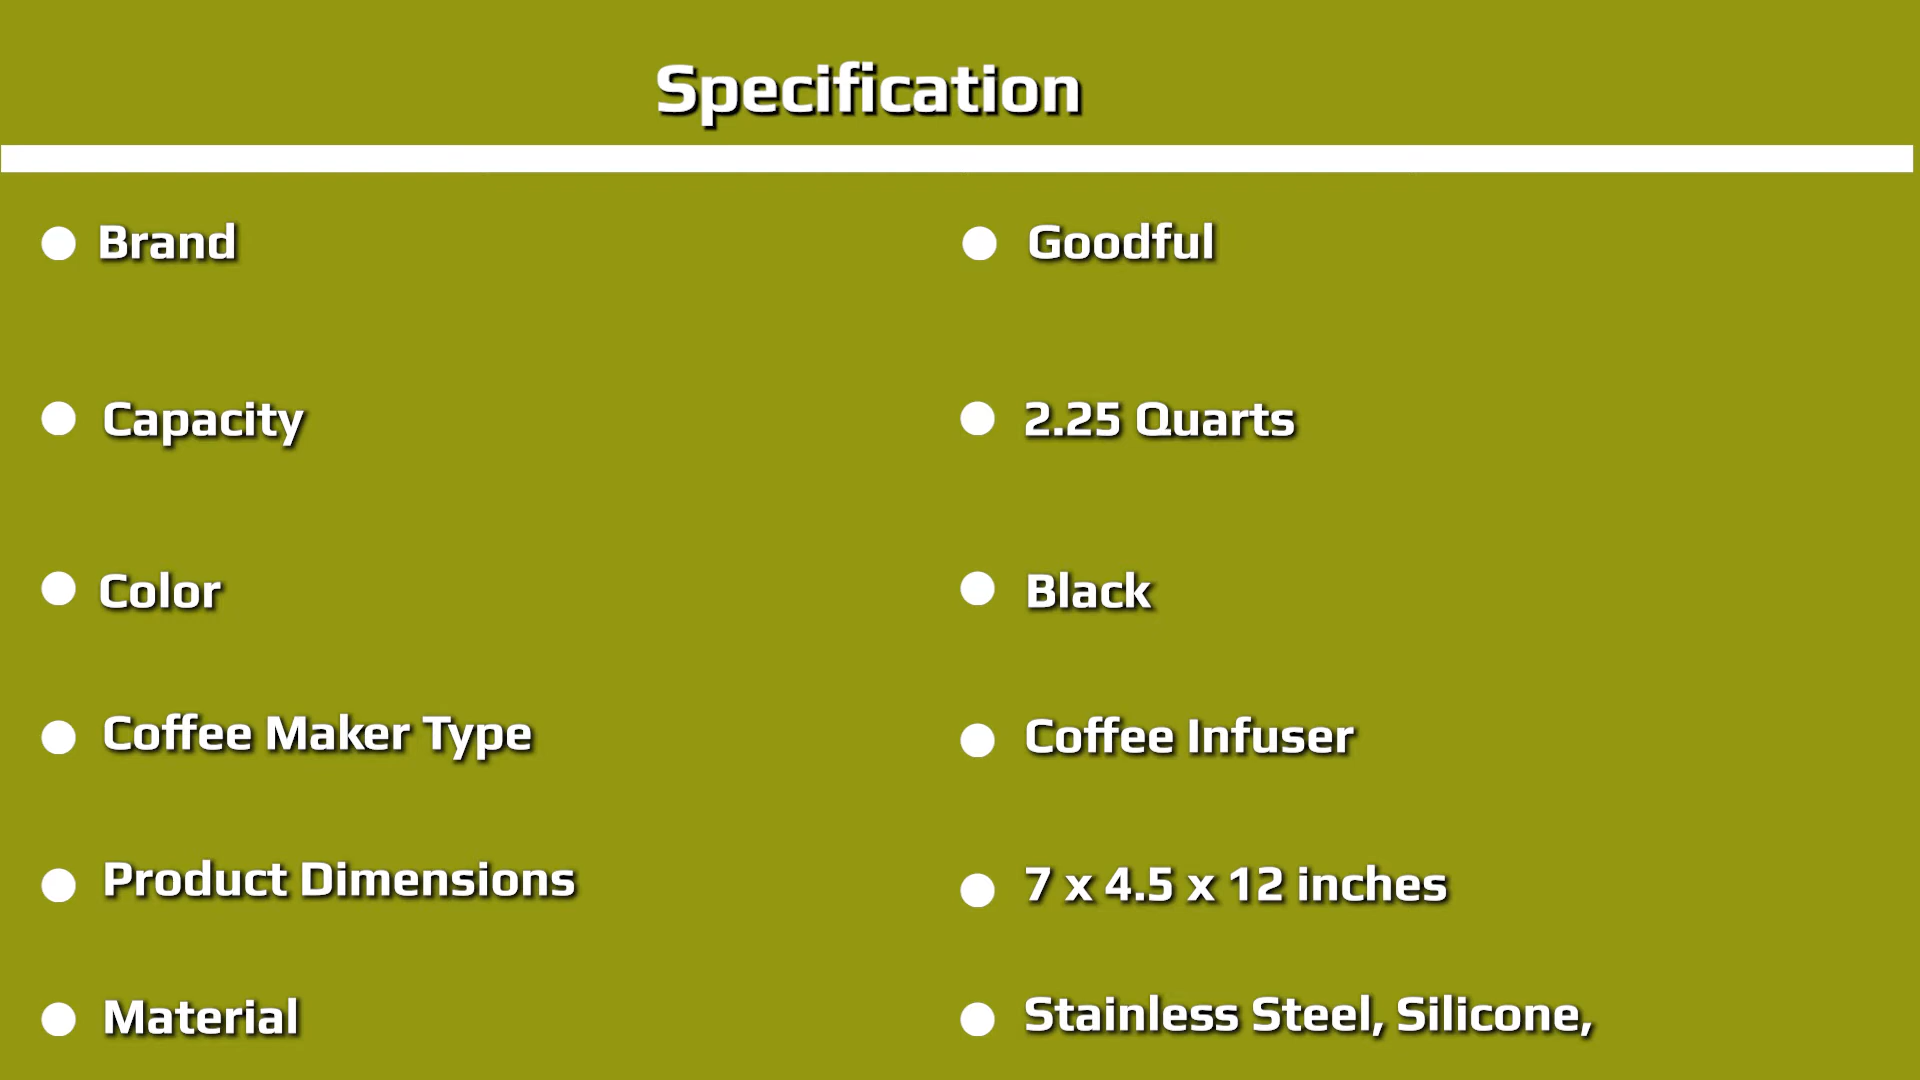 Specification
Brand
Goodful
Capacity
2.25 Quarts
Color
Black
Coffee Maker Type
Coffee Infuser
Product Dimensions
7 x 4.5 x 12 inches
Material
Stainless Steel, Silicone,